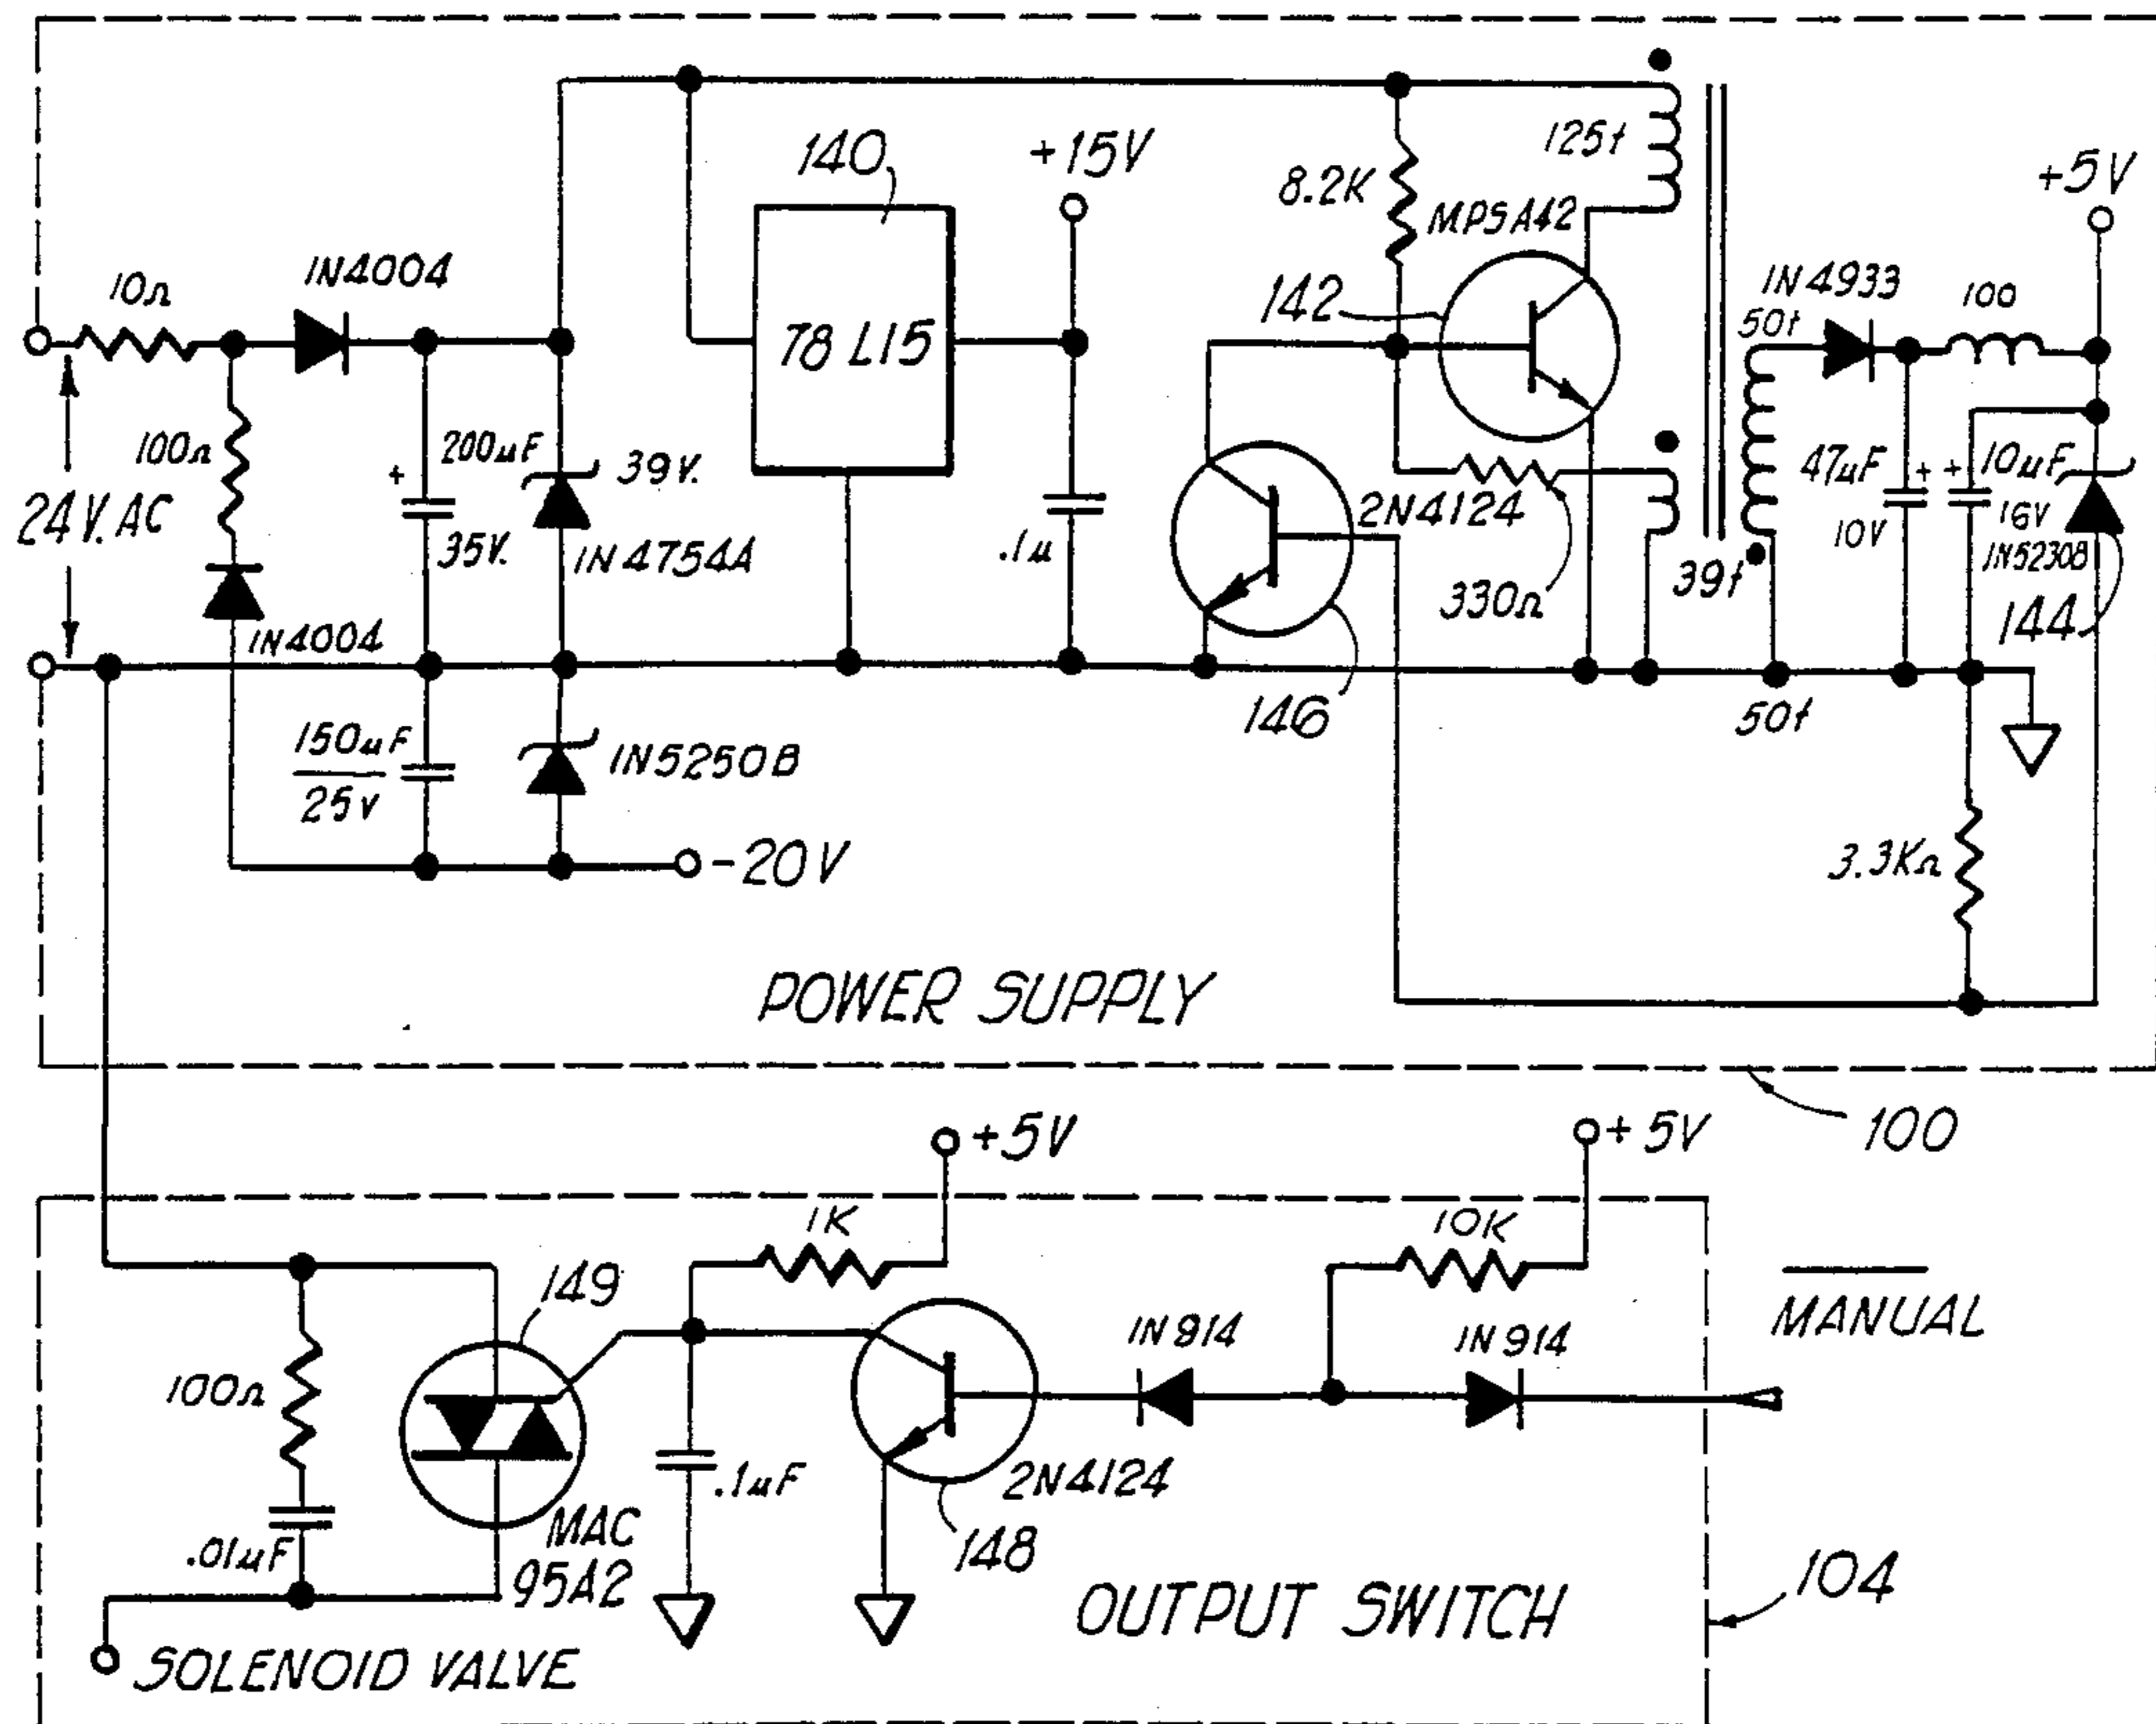 140
+15V
125t
8.2K
MPSA42
+5V
10Ω
1N4004
78 L15
142
1N4933
100
50t
100Ω
200µF
+
39V.
24V.AC
35V.
1N4754A
.1µ
2N4124
330Ω
39t
47µF
+
+
10µF
10V
16V
1N5230B
144
1N4004
146
50t
150µF
25V
1N5250B
-20V
3.3KΩ
POWER SUPPLY
100
+5V
+5V
1K
10K
149
MANUAL
1N914
1N914
100Ω
.1µF
2N4124
148
.01µF
MAC
95A2
OUTPUT SWITCH
104
SOLENOID VALVE